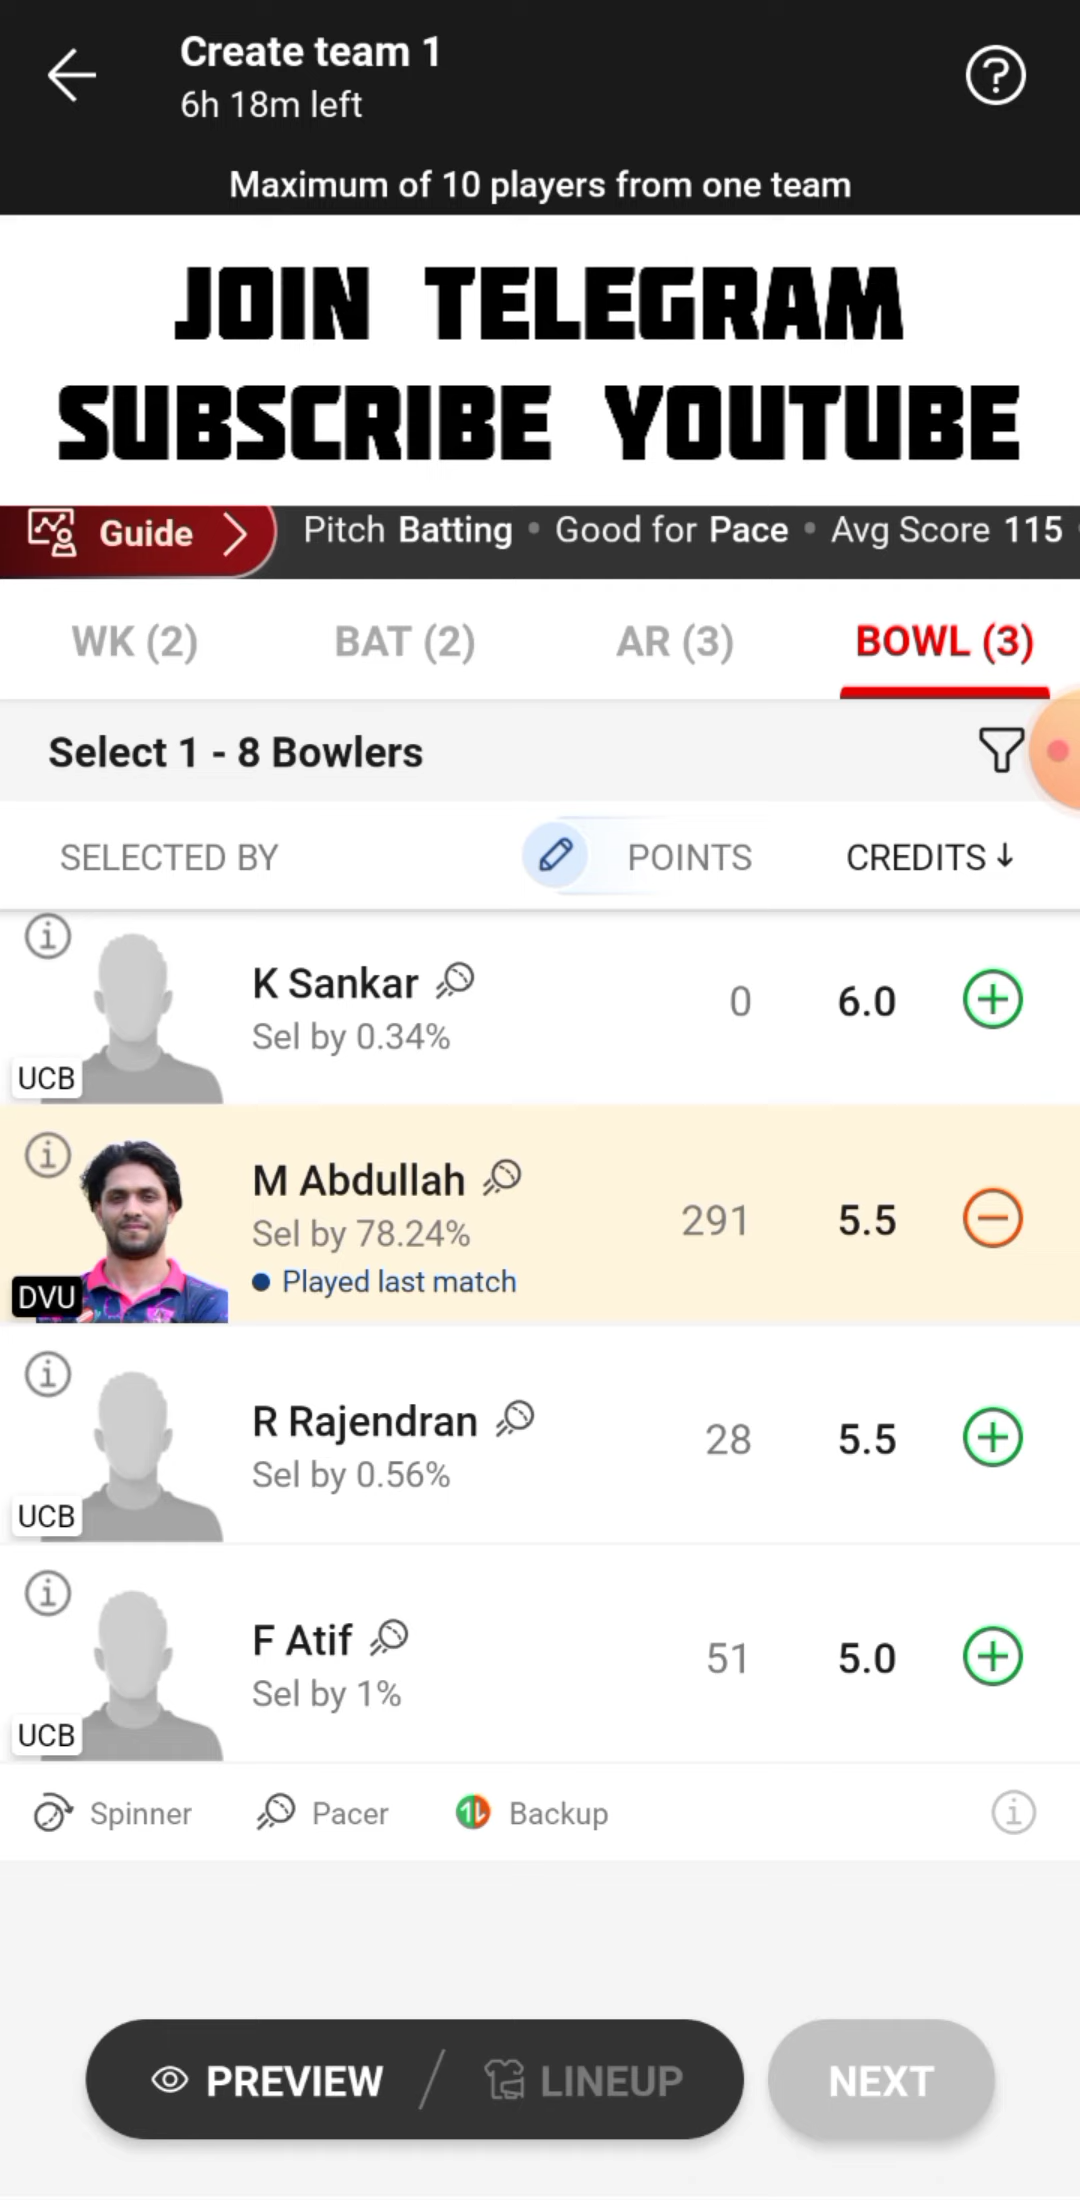 Create team 1
6h 18m left
Maximum of 10 players from one team
JOIN TELEGRAM
SUBSCRIBE YOUTUBE
Guide Pitch Batting • Good for Pace • Avg Score 115
WK (2) BAT (2) AR (3) BOWL (3)
Select 1 - 8 Bowlers
SELECTED BY POINTS CREDITS ↓
K Sankar
Sel by 0.34%
0 6.0
UCB
M Abdullah
Sel by 78.24%
• Played last match
291 5.5
DVU
R Rajendran
Sel by 0.56%
28 5.5
UCB
F Atif
Sel by 1%
51 5.0
UCB
Spinner Pacer Backup
PREVIEW / LINEUP NEXT